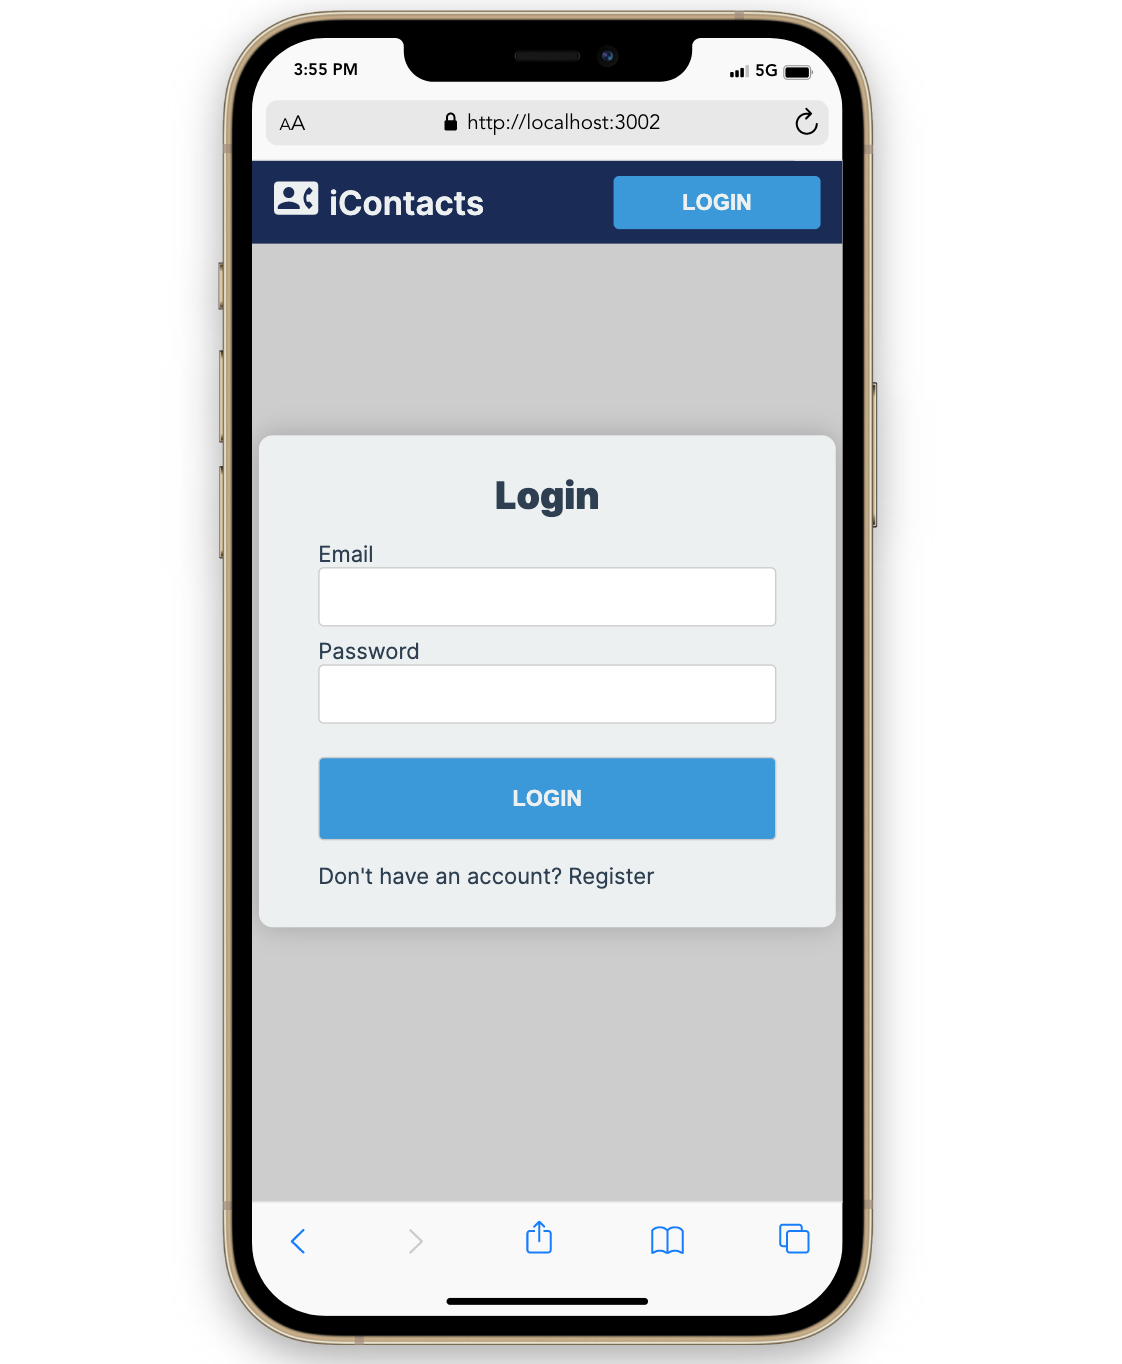 3:55 PM 5G
AA http://localhost:3002
iContacts LOGIN
Login
Email
Password
LOGIN
Don't have an account? Register